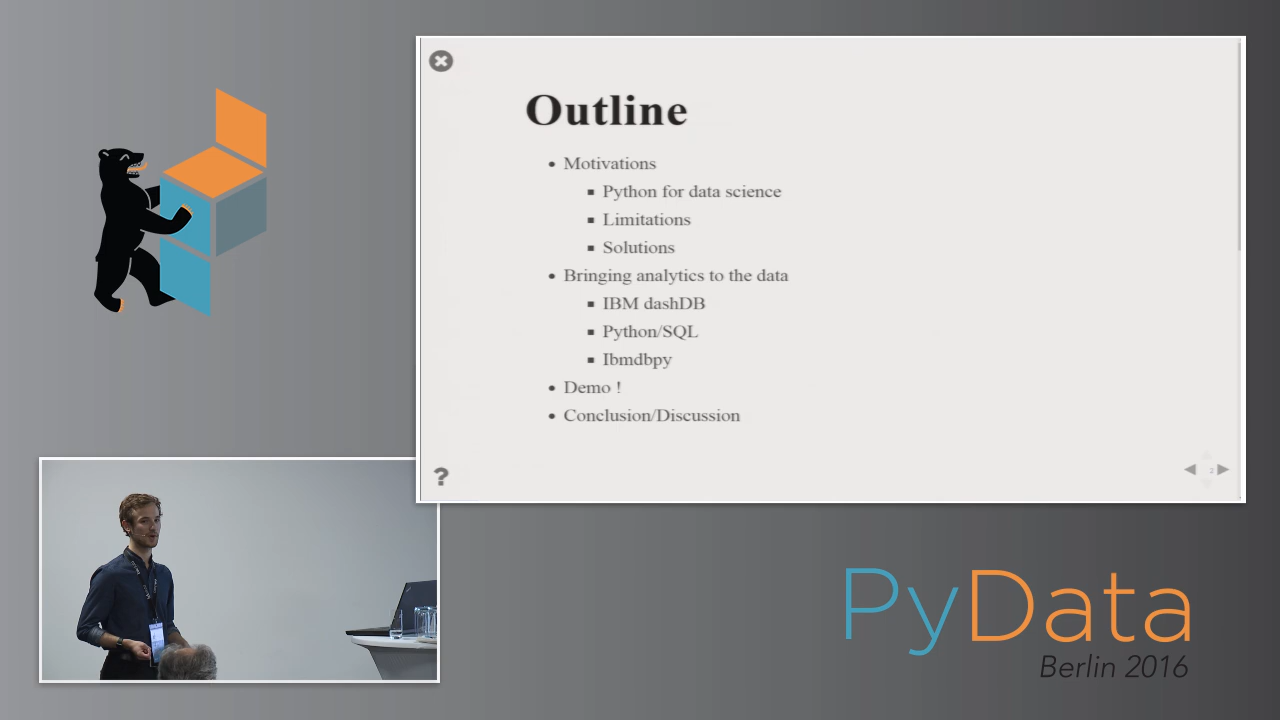 Outline
• Motivations
▪ Python for data science
▪ Limitations
▪ Solutions
• Bringing analytics to the data
▪ IBM dashDB
▪ Python/SQL
▪ Ibmdbpy
• Demo !
• Conclusion/Discussion
?
2
PyData
Berlin 2016